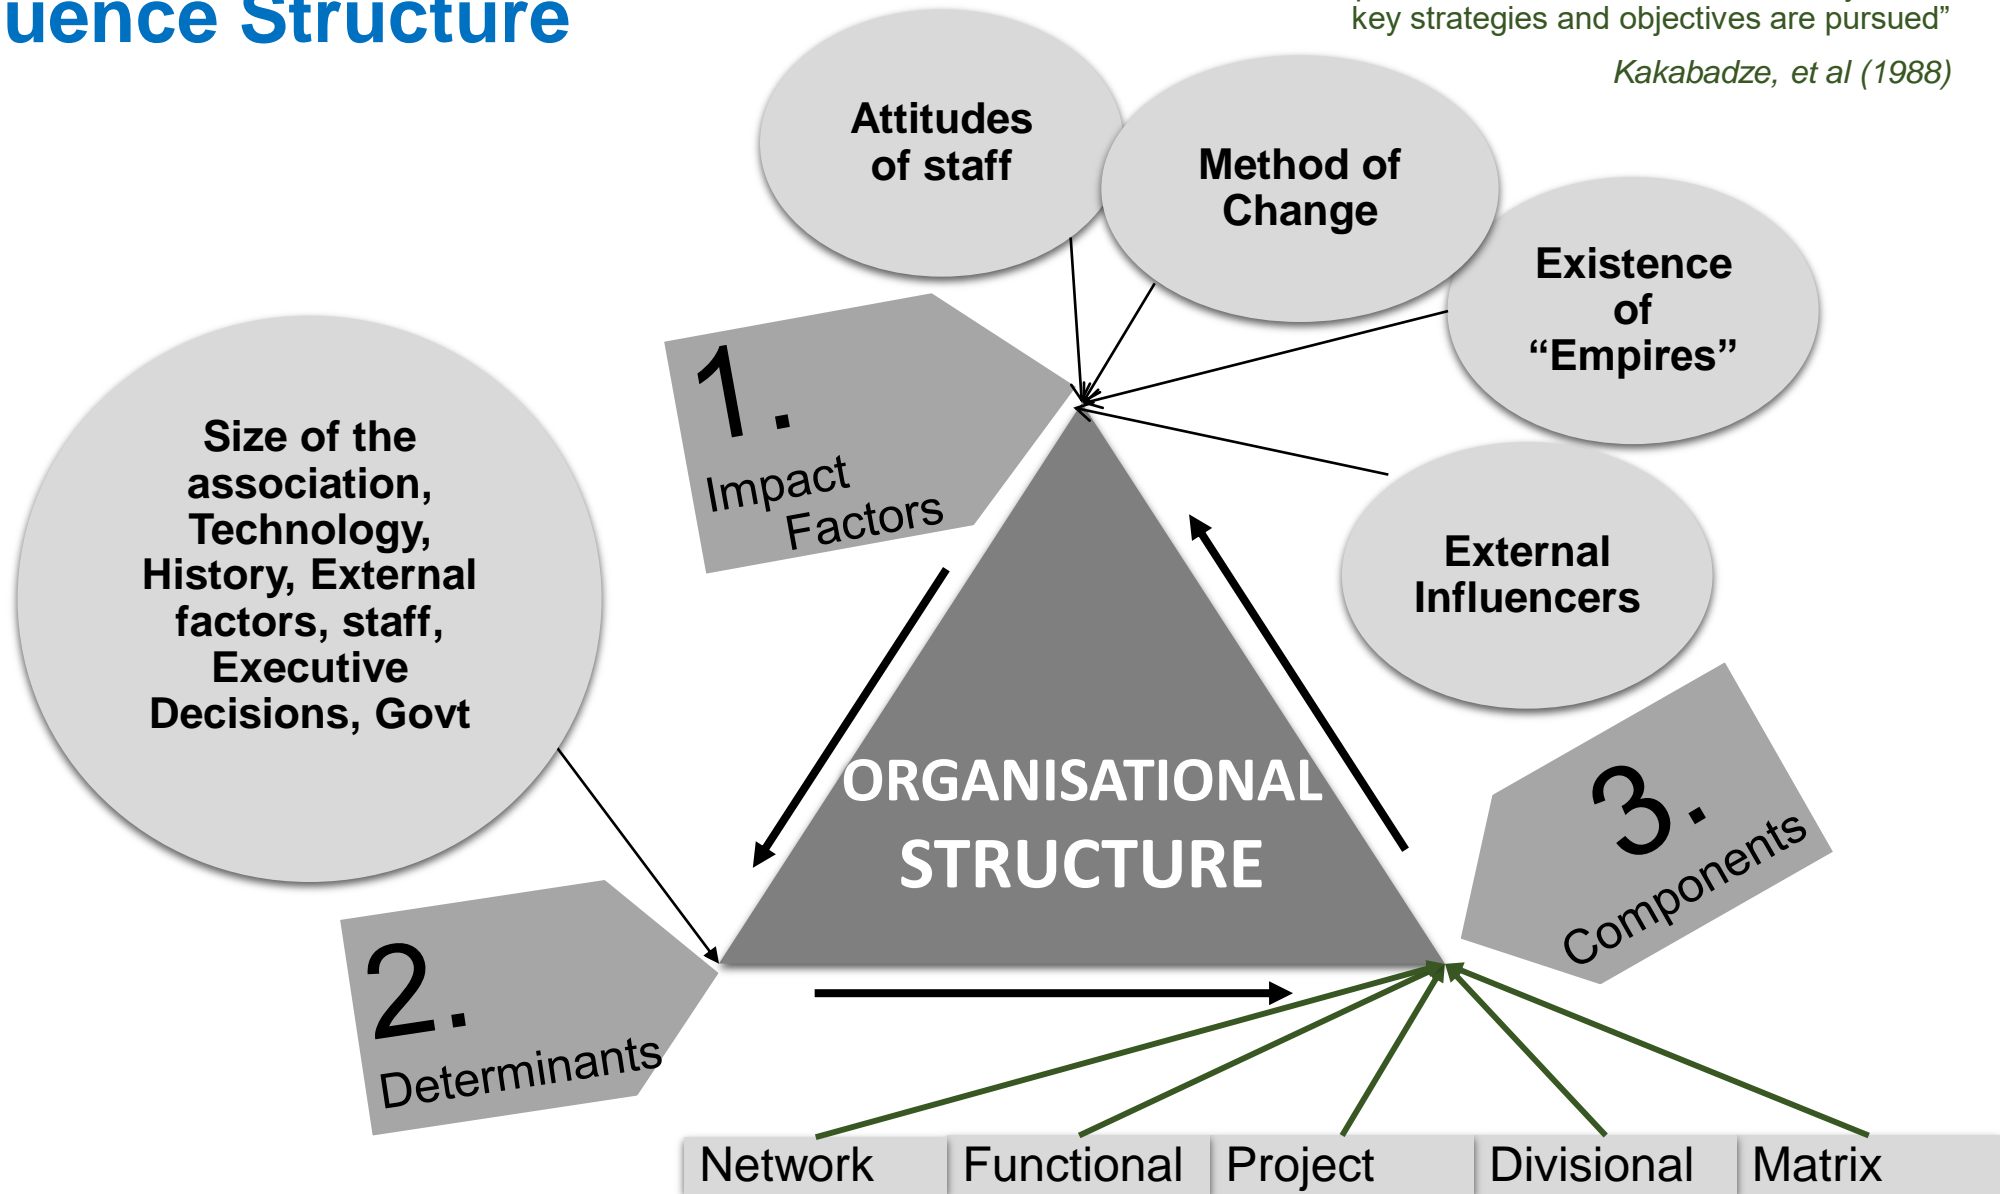 uence Structure
key strategies and objectives are pursued”
Kakabadze, et al (1988)
Attitudes
of staff
Method of
Change
Existence
of
“Empires”
External
Influencers
1.
Impact
Factors
Size of the
association,
Technology,
History, External
factors, staff,
Executive
Decisions, Govt
ORGANISATIONAL
STRUCTURE
2.
Determinants
3.
Components
Network
Functional
Project
Divisional
Matrix